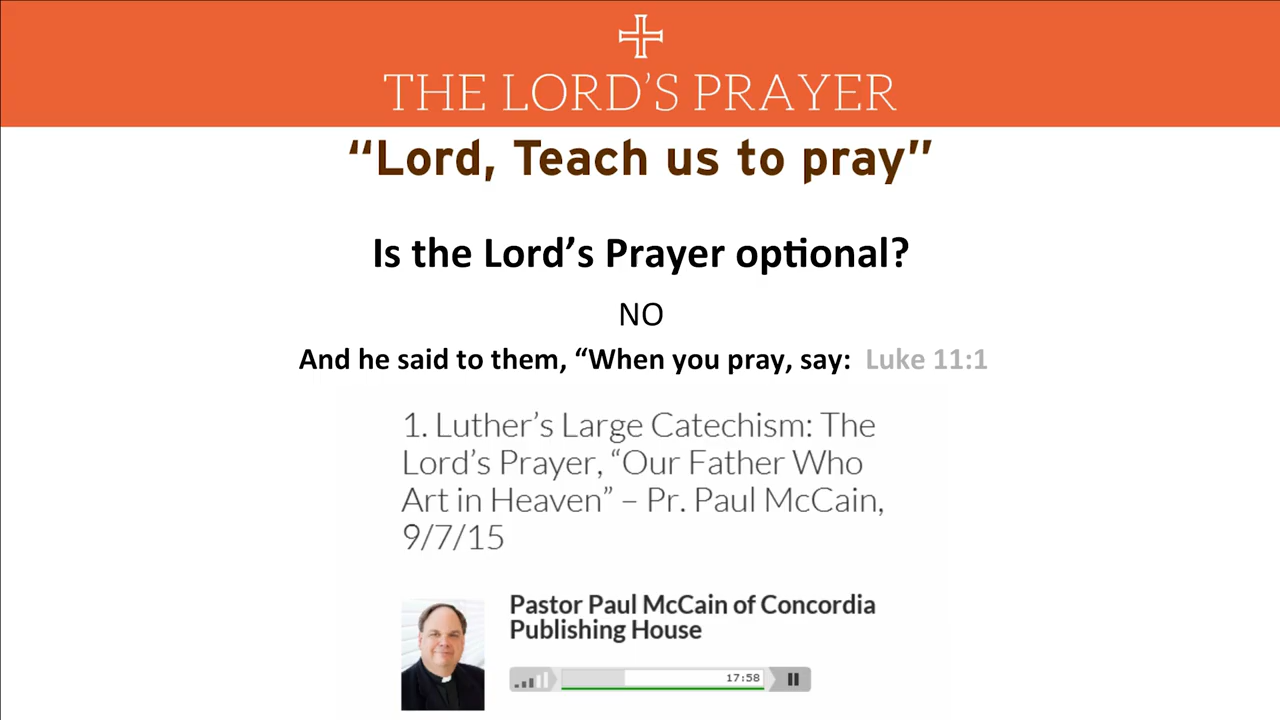 THE LORD'S PRAYER
“Lord, Teach us to pray”
Is the Lord’s Prayer optional?
NO
And he said to them, “When you pray, say: Luke 11:1
1. Luther’s Large Catechism: The
Lord’s Prayer, “Our Father Who
Art in Heaven” – Pr. Paul McCain,
9/7/15
Pastor Paul McCain of Concordia
Publishing House
17:58